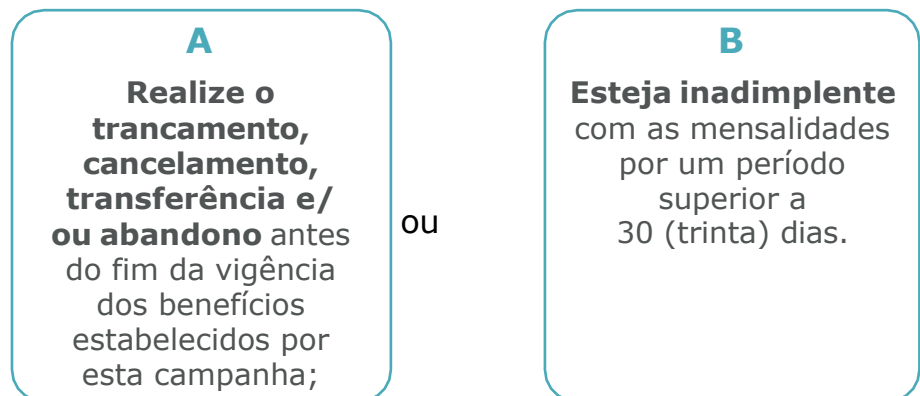 A
Realize o
trancamento,
cancelamento,
transferência e/
ou abandono antes
do fim da vigência
dos benefícios
estabelecidos por
esta campanha;
ou
B
Esteja inadimplente
com as mensalidades
por um período
superior a
30 (trinta) dias.